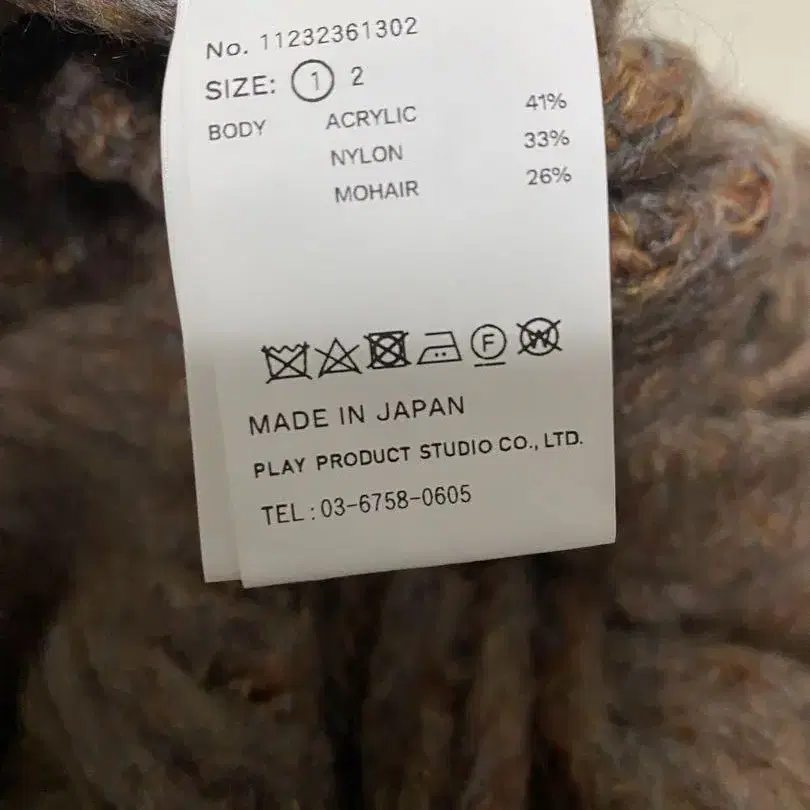 No. 11232361302
SIZE: 1 2
BODY ACRYLIC 41%
NYLON 33%
MOHAIR 26%
F W
MADE IN JAPAN
PLAY PRODUCT STUDIO CO., LTD.
TEL : 03-6758-0605